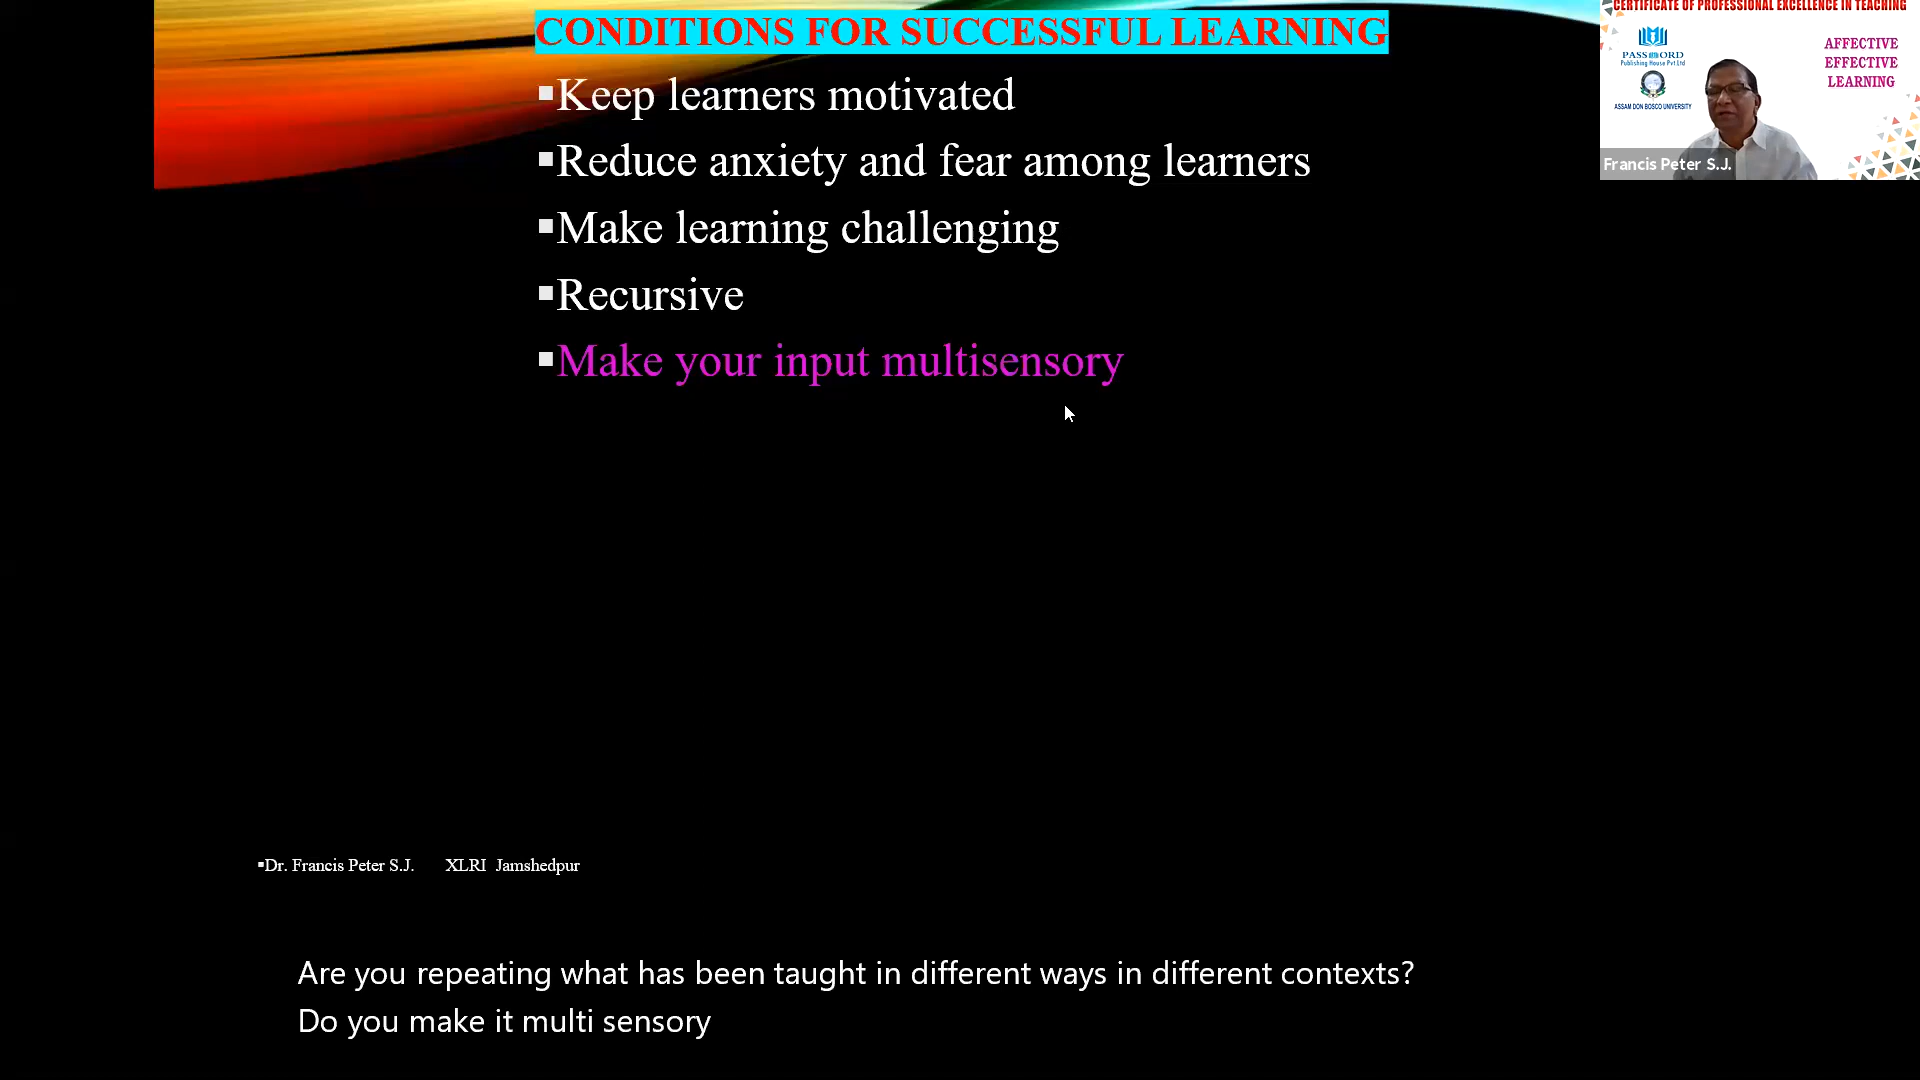 CONDITIONS FOR SUCCESSFUL LEARNING
▪Keep learners motivated
▪Reduce anxiety and fear among learners
▪Make learning challenging
▪Recursive
▪Make your input multisensory
CERTIFICATE OF PROFESSIONAL EXCELLENCE IN TEACHING
PASSWORD
Publishing House Pvt Ltd
ASSAM DON BOSCO UNIVERSITY
AFFECTIVE
EFFECTIVE
LEARNING
Francis Peter S.J.
▪Dr. Francis Peter S.J. XLRI Jamshedpur
Are you repeating what has been taught in different ways in different contexts?
Do you make it multi sensory